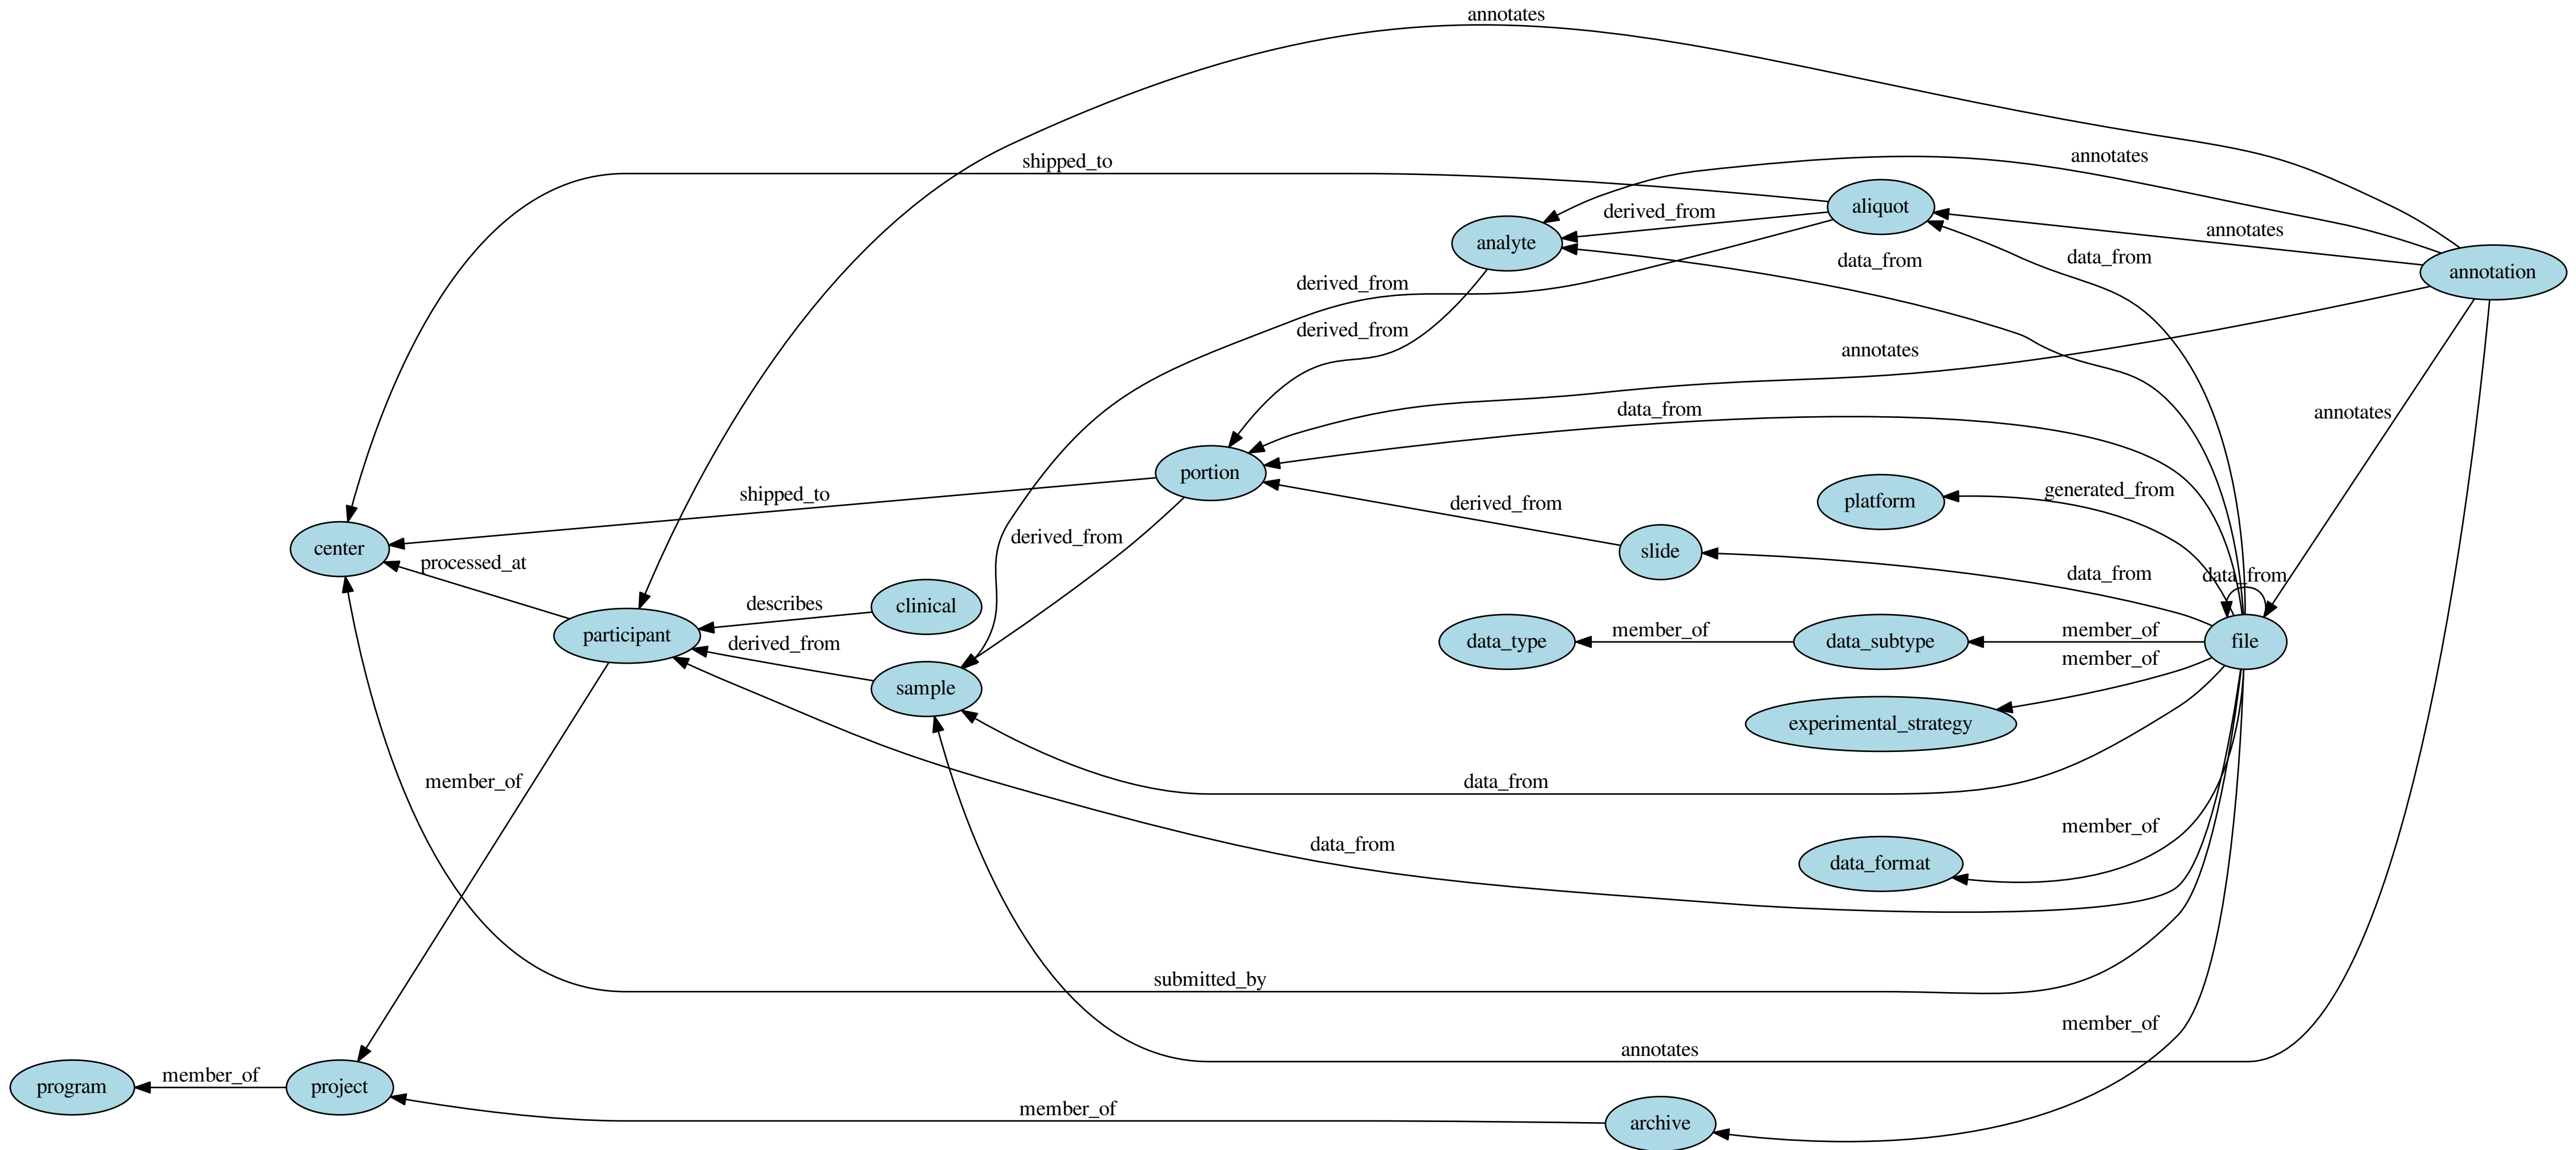 annotates
shipped_to
annotates
aliquot
derived_from
annotates
analyte
data_from
data_from
annotation
derived_from
derived_from
annotates
data_from
annotates
portion
generated_from
platform
shipped_to
derived_from
derived_from
center
slide
processed_at
data_from
data_from
describes
clinical
participant
derived_from
data_type
member_of
data_subtype
member_of
file
member_of
sample
experimental_strategy
member_of
data_from
member_of
data_from
data_format
submitted_by
member_of
annotates
program
member_of
project
member_of
archive